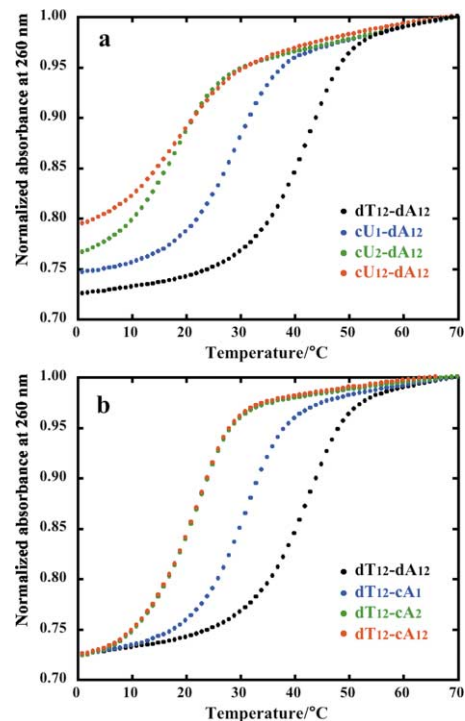 1.00
a
0.95
0.90
0.85
0.80
0.75
0.70
Normalized absorbance at 260 nm
dT12-dA12
cU1-dA12
cU2-dA12
cU12-dA12
0 10 20 30 40 50 60 70
Temperature/°C
1.00
b
0.95
0.90
0.85
0.80
0.75
0.70
Normalized absorbance at 260 nm
dT12-dA12
dT12-cA1
dT12-cA2
dT12-cA12
0 10 20 30 40 50 60 70
Temperature/°C